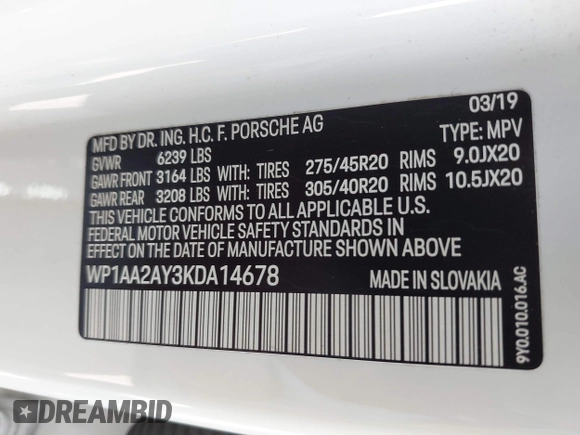 03/19
MFD BY DR. ING. H.C. F. PORSCHE AG TYPE: MPV
GVWR 6239 LBS
GAWR FRONT 3164 LBS WITH: TIRES 275/45R20 RIMS 9.0JX20
GAWR REAR 3208 LBS WITH: TIRES 305/40R20 RIMS 10.5JX20
THIS VEHICLE CONFORMS TO ALL APPLICABLE U.S.
FEDERAL MOTOR VEHICLE SAFETY STANDARDS IN
EFFECT ON THE DATE OF MANUFACTURE SHOWN ABOVE.
WP1AA2AY3KDA14678 MADE IN SLOVAKIA
9Y0.010.016.AC
DREAMBID